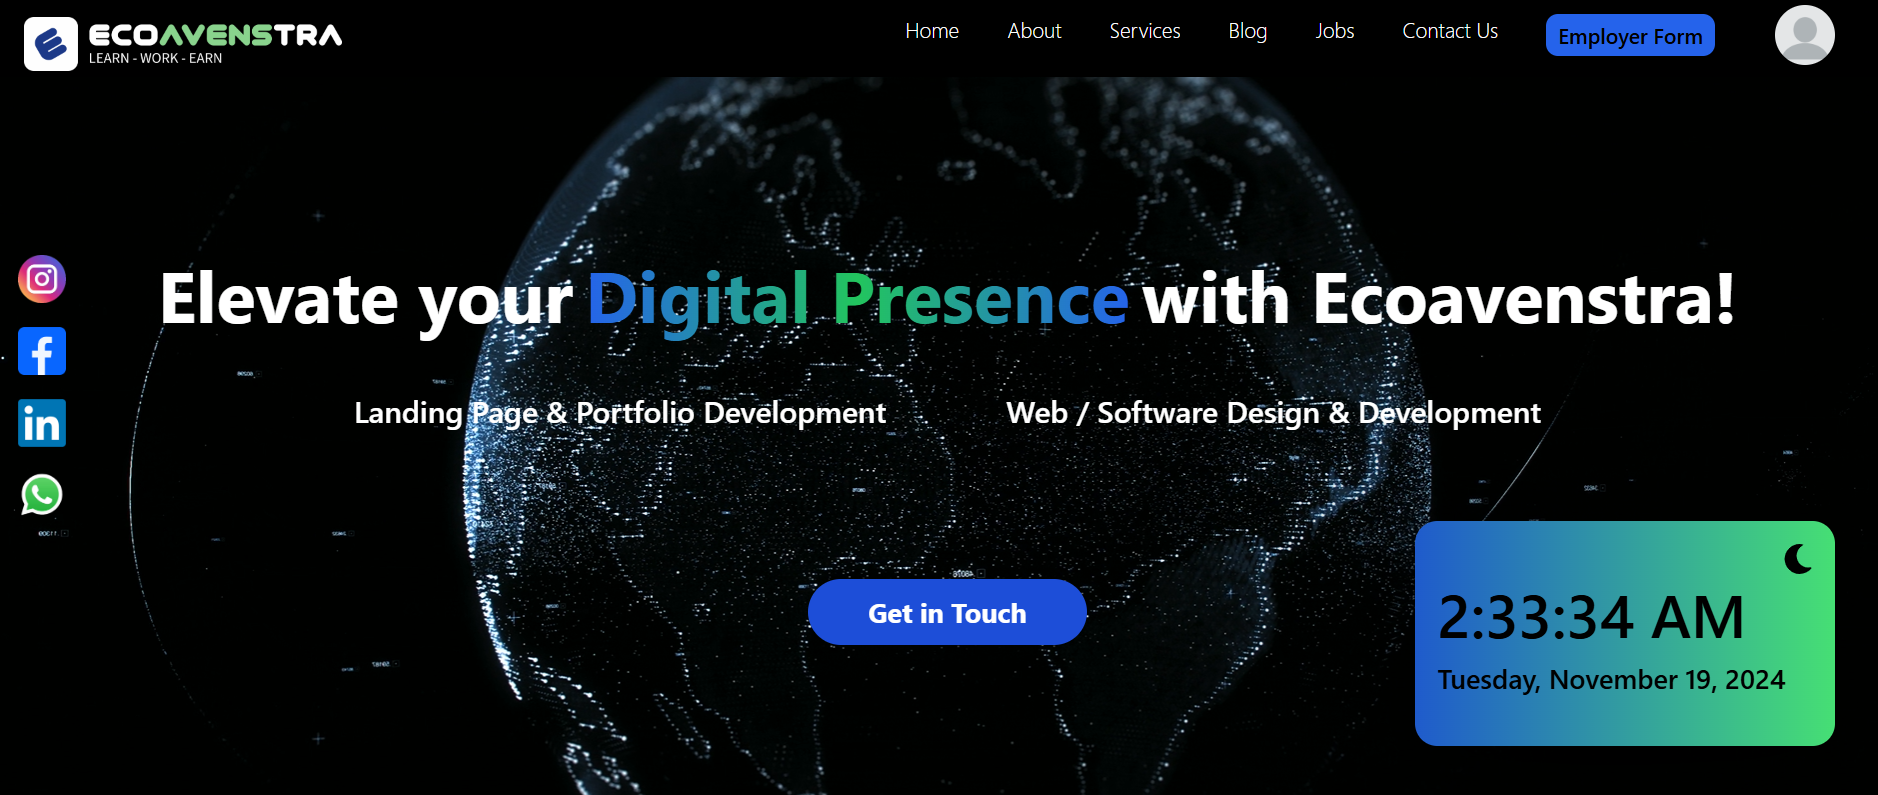 ECOAVENSTRA
LEARN - WORK - EARN
Home
About
Services
Blog
Jobs
Contact Us
Employer Form
Elevate your Digital Presence with Ecoavenstra!
Landing Page & Portfolio Development
Web / Software Design & Development
Get in Touch
2:33:34 AM
Tuesday, November 19, 2024